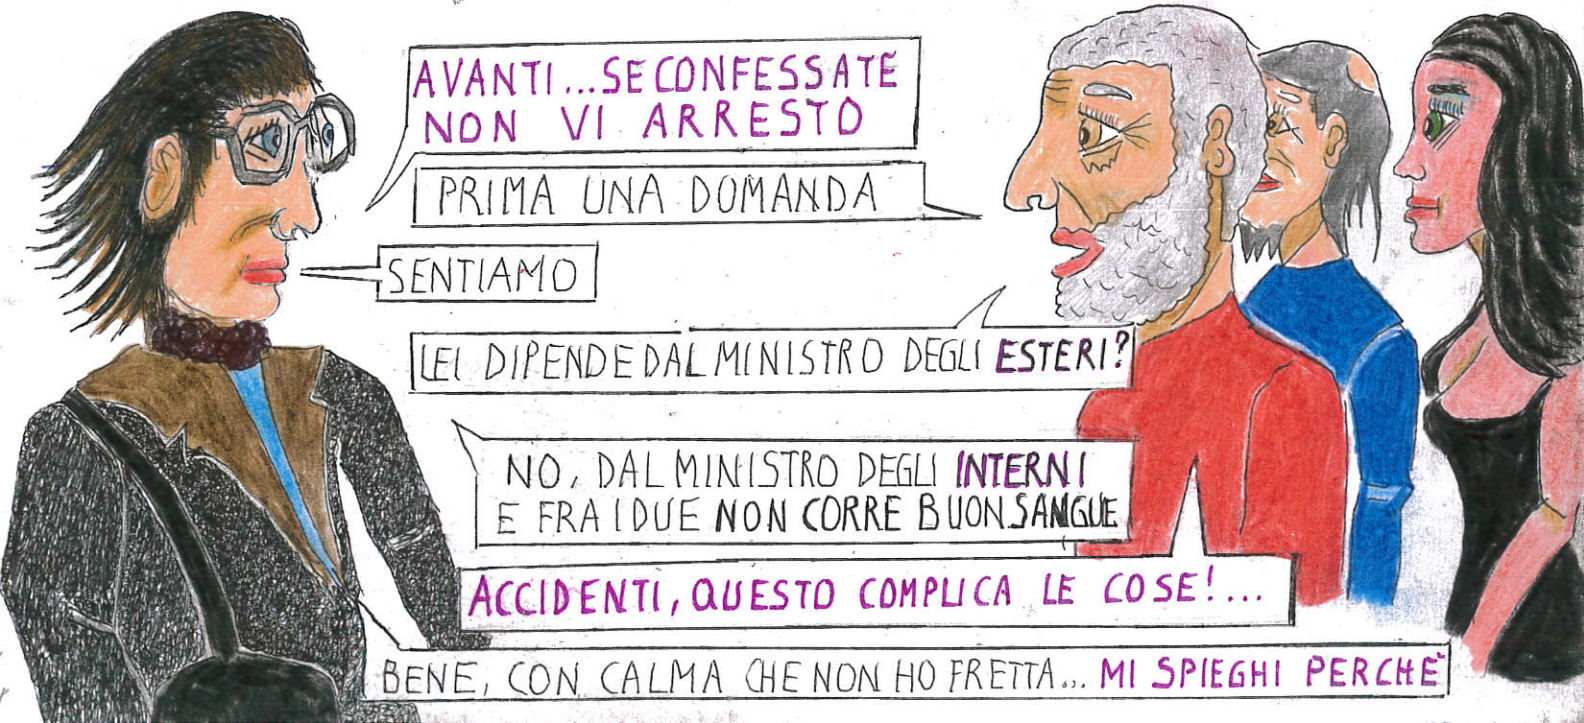 AVANTI...SE CONFESSATE
NON VI ARRESTO
PRIMA UNA DOMANDA
SENTIAMO
LEI DIPENDE DAL MINISTRO DEGLI ESTERI?
NO, DAL MINISTRO DEGLI INTERNI
E FRA I DUE NON CORRE BUON SANGUE
ACCIDENTI, QUESTO COMPLICA LE COSE!...
BENE, CON CALMA CHE NON HO FRETTA... MI SPIEGHI PERCHÈ